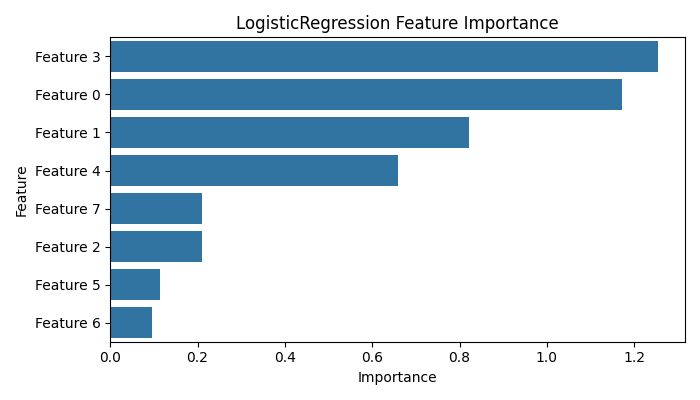 LogisticRegression Feature Importance
Feature 3
Feature 0
Feature 1
Feature 4
Feature 7
Feature 2
Feature 5
Feature 6
Feature
0.0 0.2 0.4 0.6 0.8 1.0 1.2
Importance